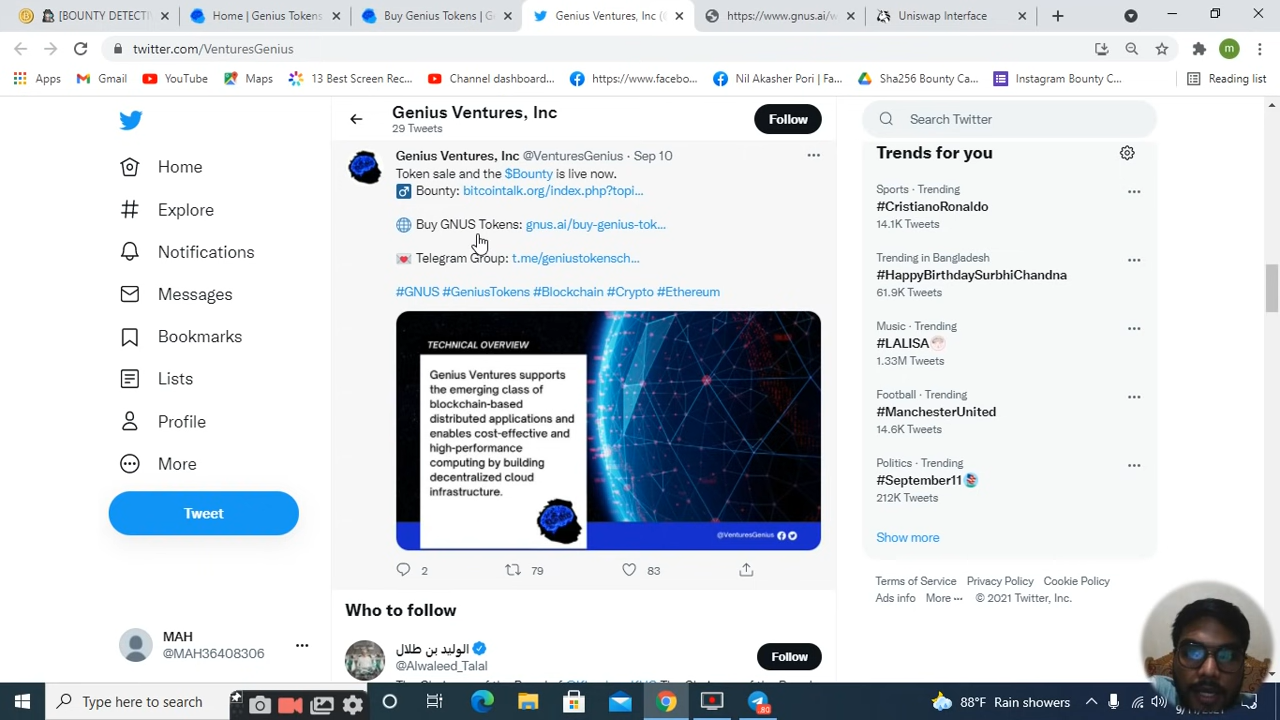 [BOUNTY DETECTI
Home | Genius Tokens
Buy Genius Tokens | G
Genius Ventures, Inc (
https://www.gnus.ai/w
Uniswap Interface
twitter.com/VenturesGenius
m
Apps
Gmail
YouTube
Maps
13 Best Screen Rec...
Channel dashboard...
https://www.facebo...
Nil Akasher Pori | Fa...
Sha256 Bounty Ca...
Instagram Bounty C...
Reading list
Home
Explore
Notifications
Messages
Bookmarks
Lists
Profile
More
Tweet
MAH
@MAH36408306
Genius Ventures, Inc
29 Tweets
Follow
Genius Ventures, Inc @VenturesGenius · Sep 10
Token sale and the $Bounty is live now.
Bounty: bitcointalk.org/index.php?topi...
Buy GNUS Tokens: gnus.ai/buy-genius-tok...
Telegram Group: t.me/geniustokensch...
#GNUS #GeniusTokens #Blockchain #Crypto #Ethereum
TECHNICAL OVERVIEW
Genius Ventures supports
the emerging class of
blockchain-based
distributed applications and
enables cost-effective and
high-performance
computing by building
decentralized cloud
infrastructure.
@VenturesGenius
2
79
83
Who to follow
الوليد بن طلال
@Alwaleed_Talal
Follow
Search Twitter
Trends for you
Sports · Trending
#CristianoRonaldo
14.1K Tweets
Trending in Bangladesh
#HappyBirthdaySurbhiChandna
61.9K Tweets
Music · Trending
#LALISA
1.33M Tweets
Football · Trending
#ManchesterUnited
14.6K Tweets
Politics · Trending
#September11
212K Tweets
Show more
Terms of Service Privacy Policy Cookie Policy
Ads info More ··· © 2021 Twitter, Inc.
Type here to search
88°F Rain showers